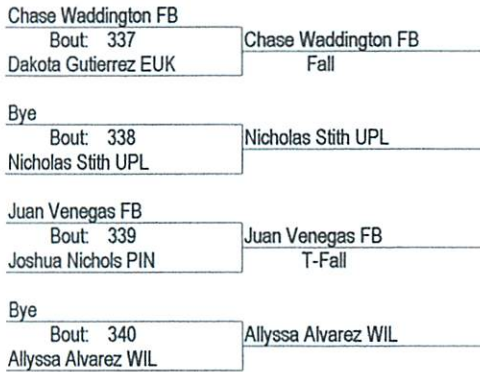 Chase Waddington FB
Bout: 337
Chase Waddington FB
Dakota Gutierrez EUK
Fall
Bye
Bout: 338
Nicholas Stith UPL
Nicholas Stith UPL
Juan Venegas FB
Bout: 339
Juan Venegas FB
Joshua Nichols PIN
T-Fall
Bye
Bout: 340
Allyssa Alvarez WIL
Allyssa Alvarez WIL